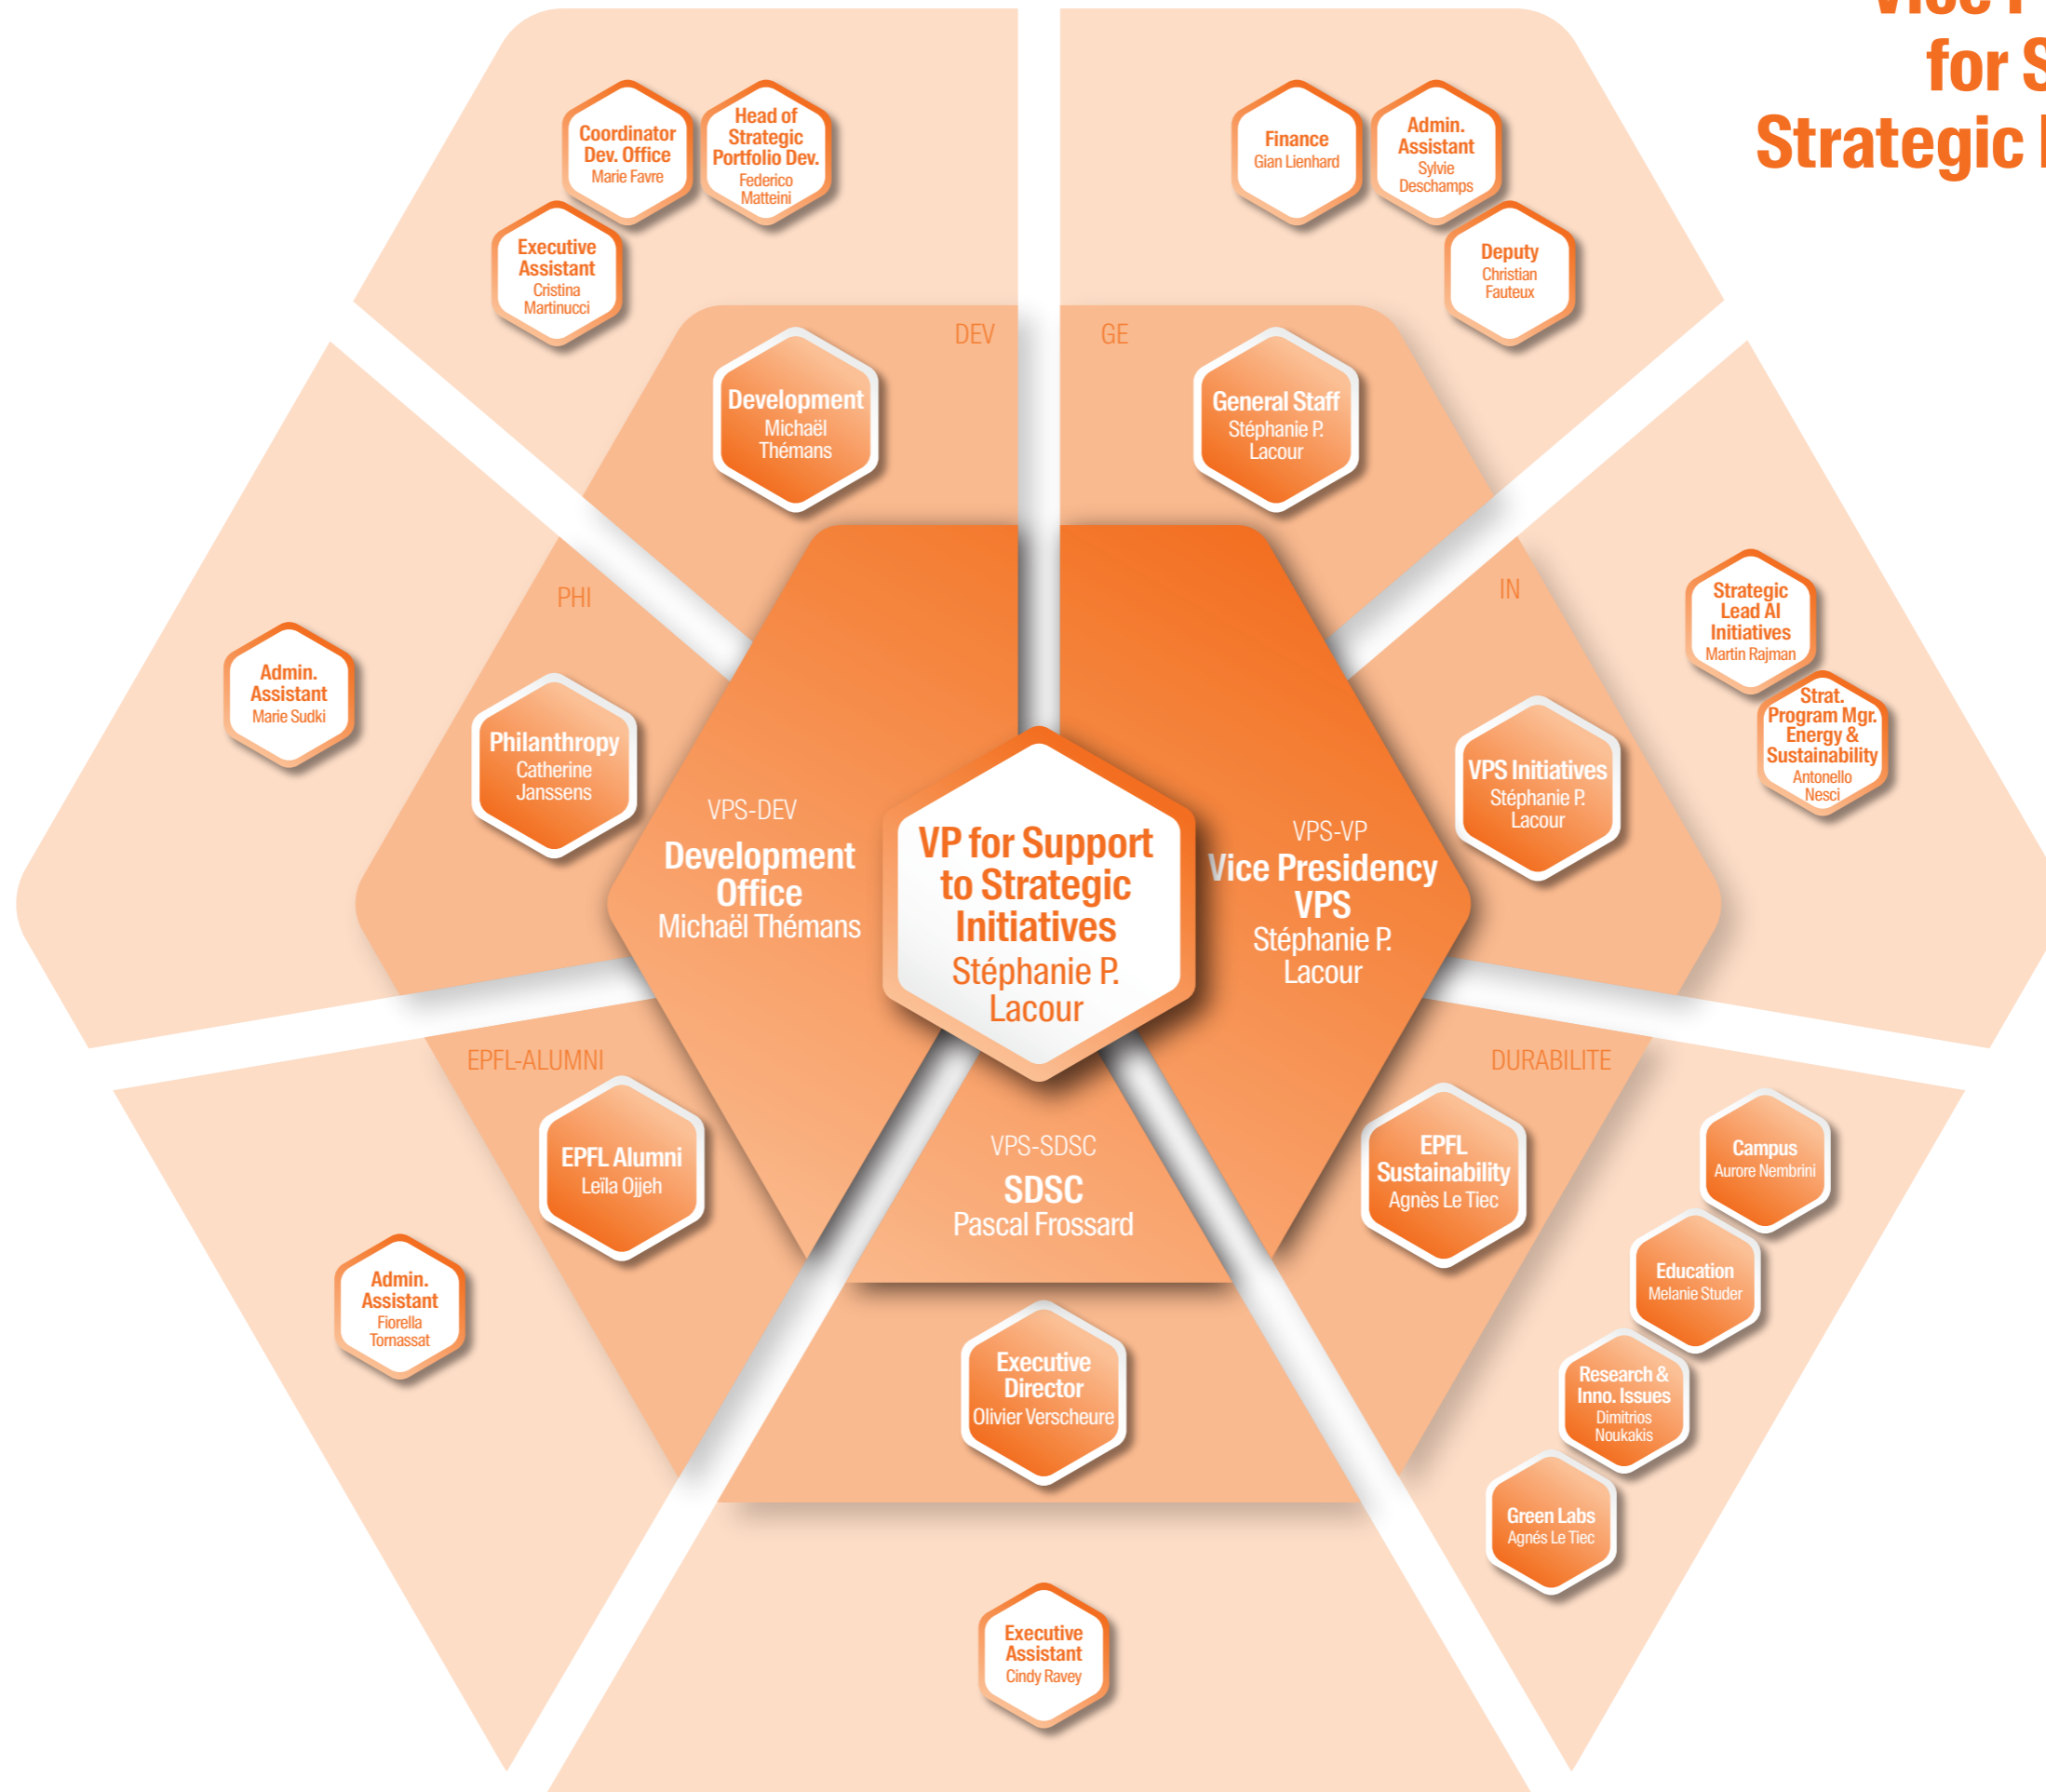 for S
Strategic
Coordinator
Dev. Office
Marie Favre
Head of
Strategic
Portfolio Dev.
Federico
Matteini
Executive
Assistant
Cristina
Martinucci
Finance
Gian Lienhard
Admin.
Assistant
Sylvie
Deschamps
Deputy
Christian
Fauteux
DEV
Development
Michaël
Thémans
GE
General Staff
Stéphanie P.
Lacour
PHI
Philanthropy
Catherine
Janssens
Admin.
Assistant
Marie Sudki
IN
VPS Initiatives
Stéphanie P.
Lacour
Strategic
Lead AI
Initiatives
Martin Rajman
Strat.
Program Mgr.
Energy &
Sustainability
Antonello
Nesci
VPS-DEV
Development
Office
Michaël Thémans
VP for Support
to Strategic
Initiatives
Stéphanie P.
Lacour
VPS-VP
Vice Presidency
VPS
Stéphanie P.
Lacour
EPFL-ALUMNI
EPFL Alumni
Leïla Ojjeh
Admin.
Assistant
Fiorella
Tornassat
VPS-SDSC
SDSC
Pascal Frossard
Executive
Director
Olivier Verscheure
Executive
Assistant
Cindy Ravey
DURABILITE
EPFL
Sustainability
Agnès Le Tiec
Campus
Aurore Nembrini
Education
Melanie Studer
Research &
Inno. Issues
Dimitrios
Noukakis
Green Labs
Agnés Le Tiec